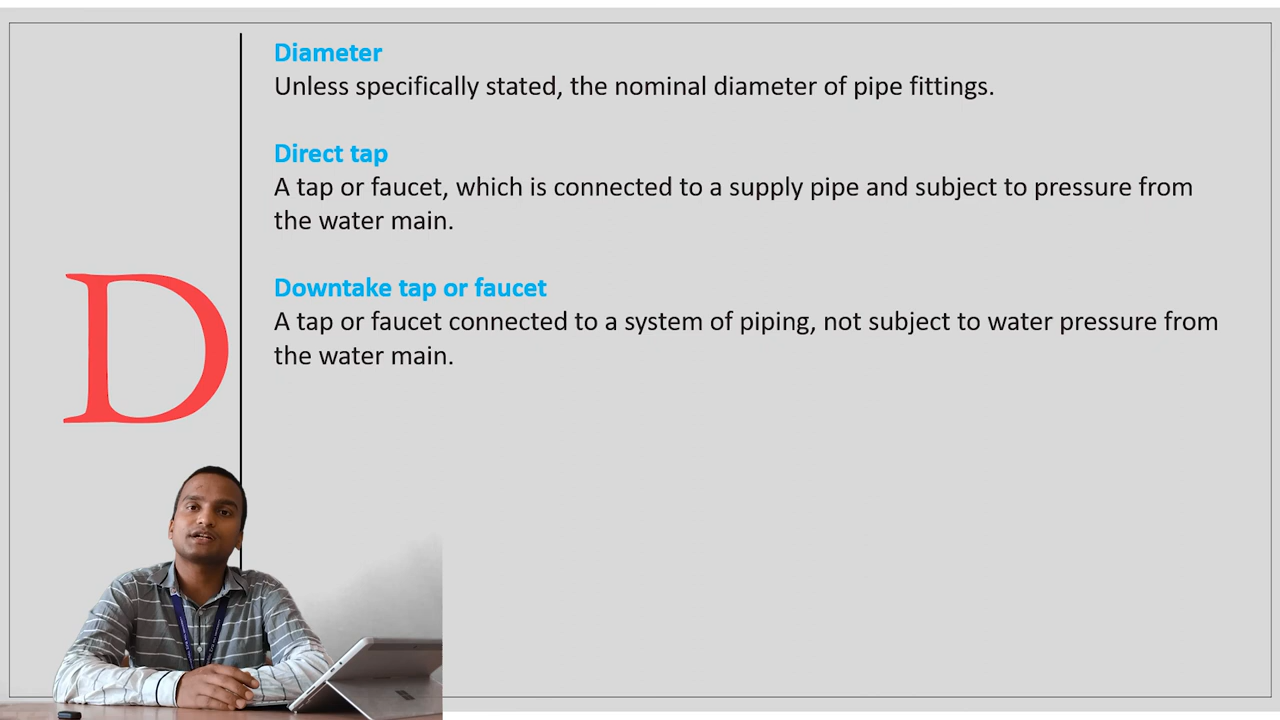 Diameter
Unless specifically stated, the nominal diameter of pipe fittings.
Direct tap
A tap or faucet, which is connected to a supply pipe and subject to pressure from
the water main.
Downtake tap or faucet
A tap or faucet connected to a system of piping, not subject to water pressure from
the water main.
D